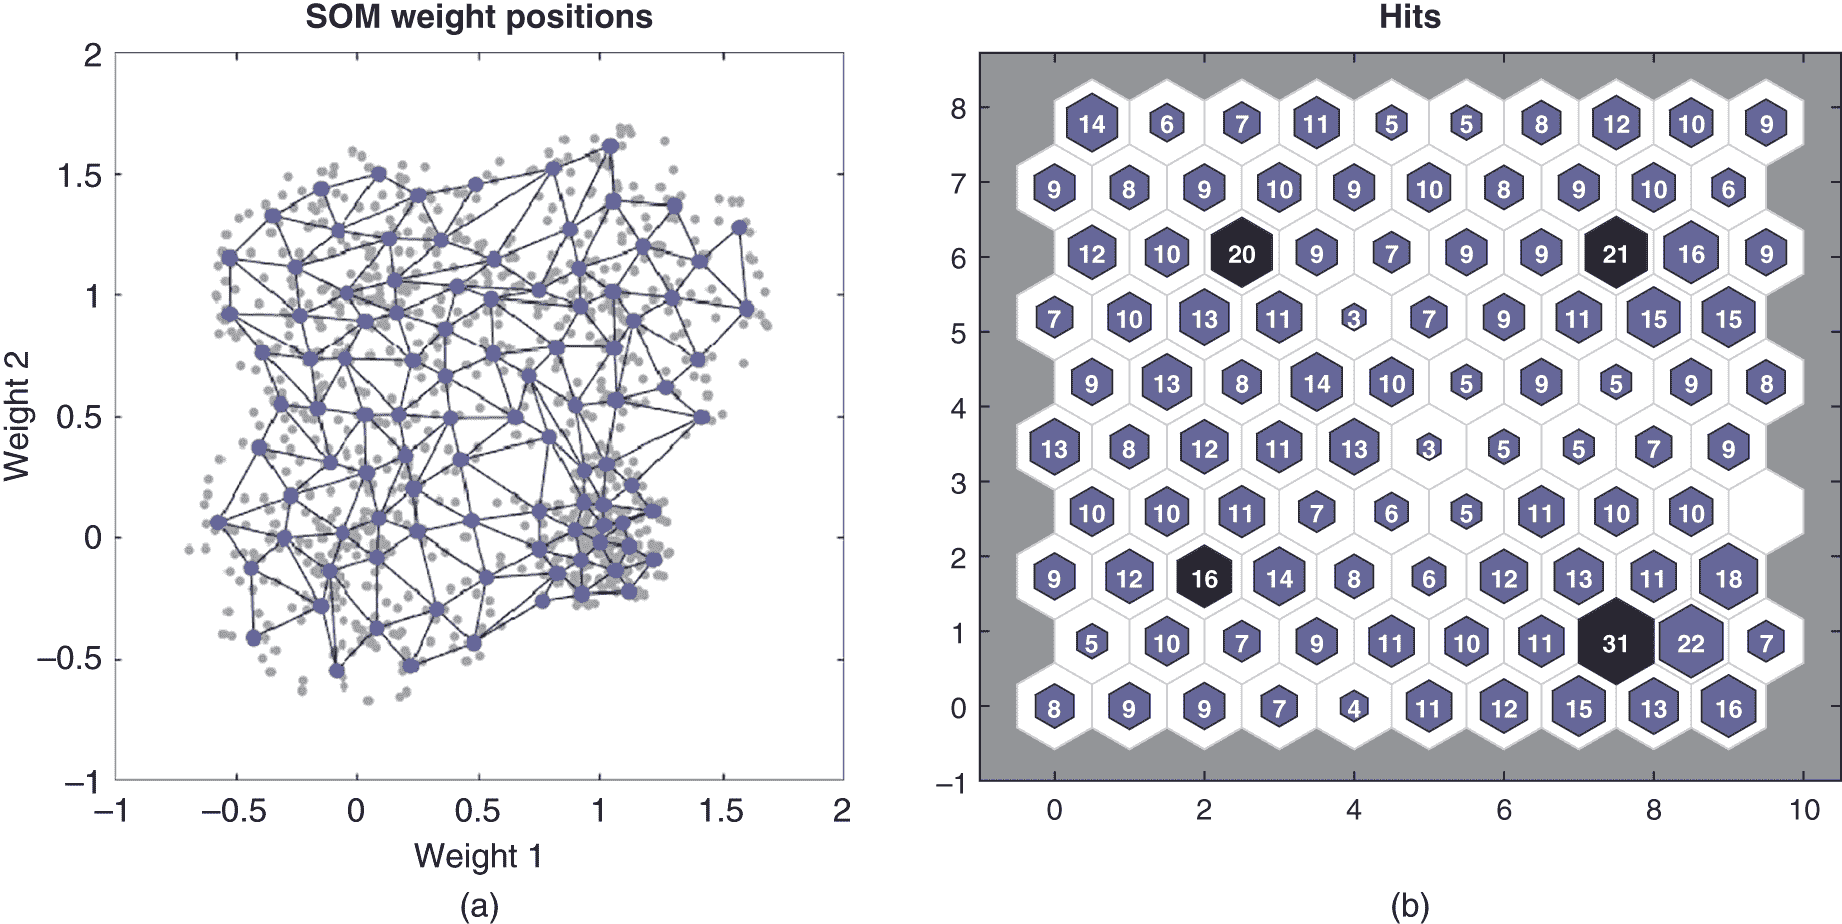 SOM weight positions
2
1.5
1
0.5
0
–0.5
–1
Weight 2
–1 –0.5 0 0.5 1 1.5 2
Weight 1
(a)
Hits
8
7
6
5
4
3
2
1
0
–1
14 6 7 11 5 5 8 12 10 9
9 8 9 10 9 10 8 9 10 6
12 10 20 9 7 9 9 21 16 9
7 10 13 11 3 7 9 11 15 15
9 13 8 14 10 5 9 5 9 8
13 8 12 11 13 3 5 5 7 9
10 10 11 7 6 5 11 10 10
9 12 16 14 8 6 12 13 11 18
5 10 7 9 11 10 11 31 22 7
8 9 9 7 4 11 12 15 13 16
0 2 4 6 8 10
(b)